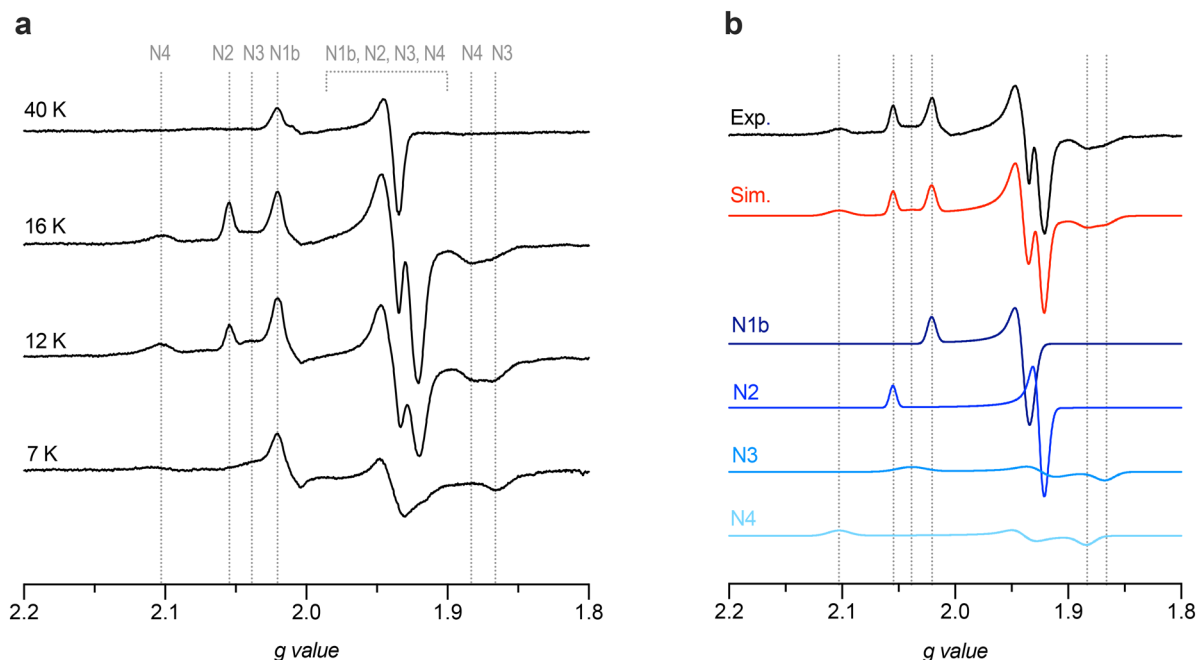 a
N4 N2 N3 N1b N1b, N2, N3, N4 N4 N3
40 K
16 K
12 K
7 K
2.2 2.1 2.0 1.9 1.8
g value
b
Exp.
Sim.
N1b
N2
N3
N4
2.2 2.1 2.0 1.9 1.8
g value